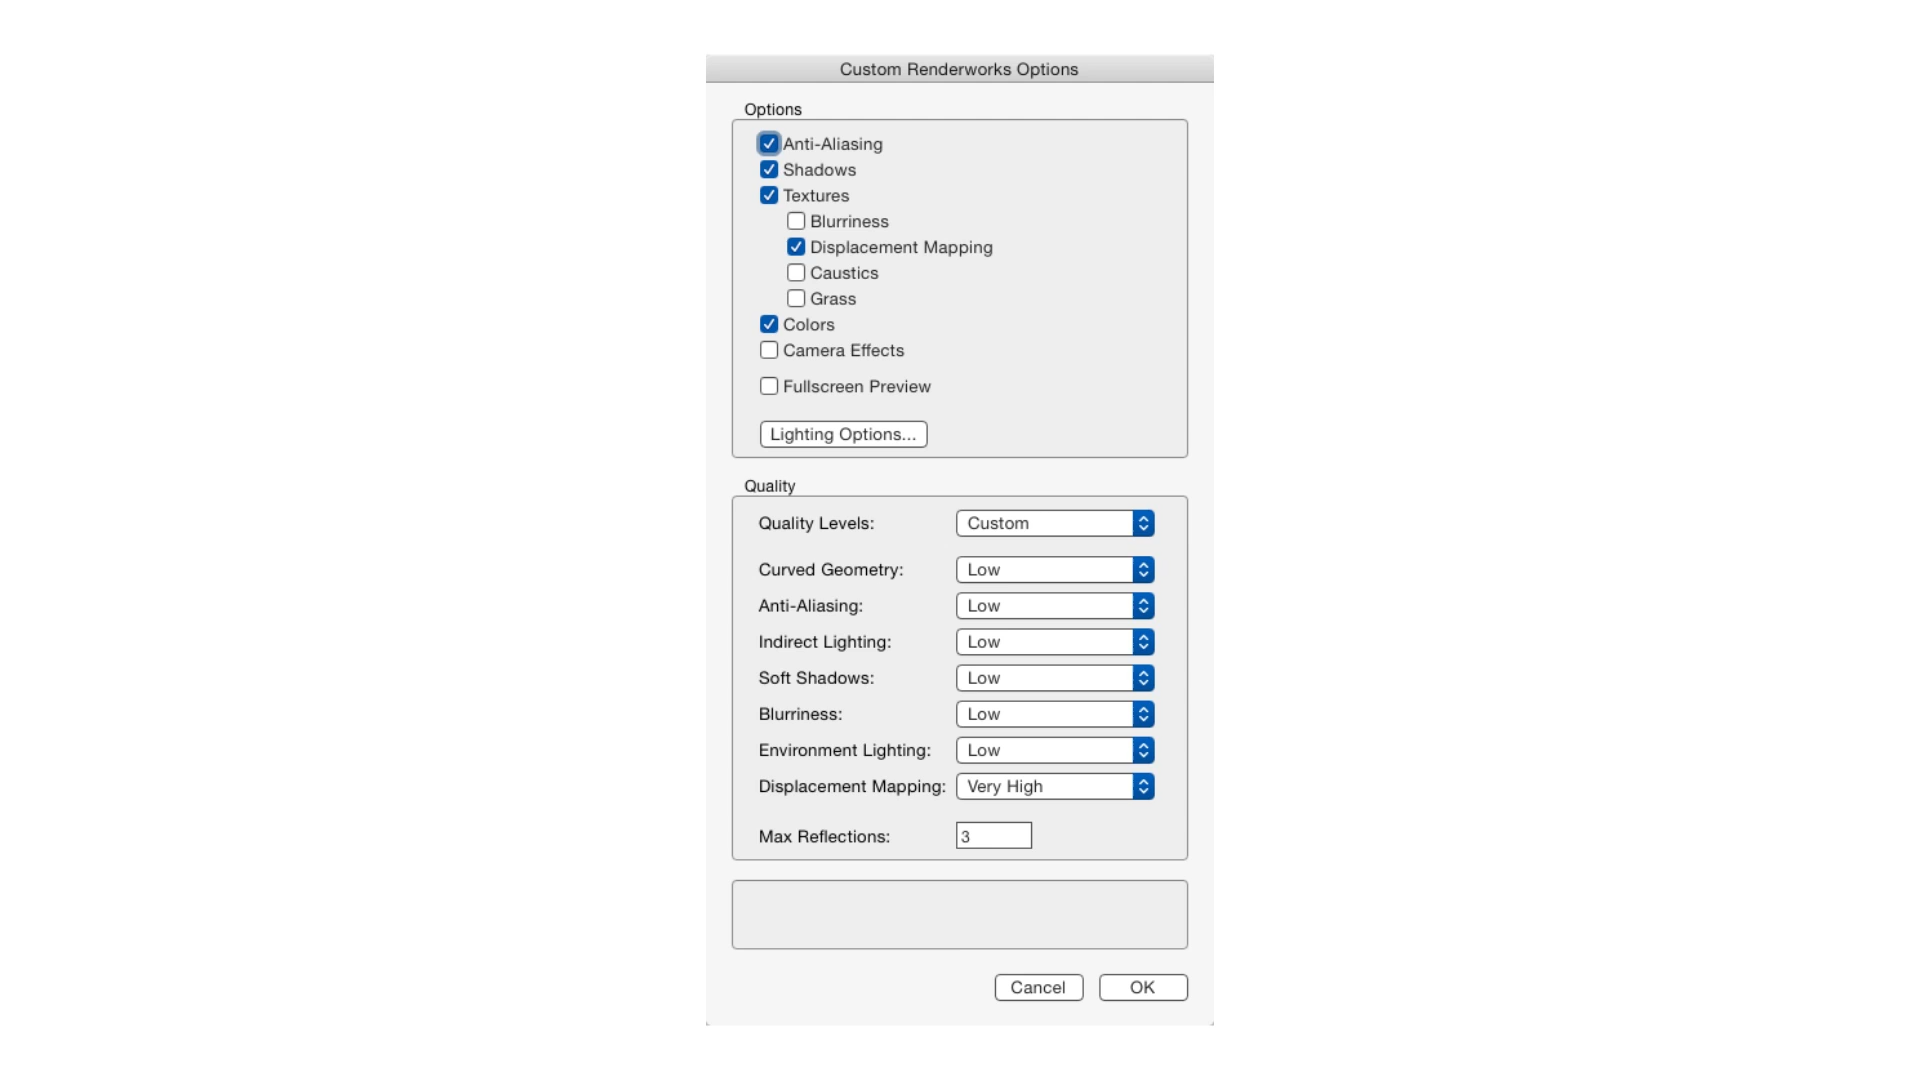 Custom Renderworks Options
Options
Anti-Aliasing
Shadows
Textures
Blurriness
Displacement Mapping
Caustics
Grass
Colors
Camera Effects
Fullscreen Preview
Lighting Options...
Quality
Quality Levels: Custom
Curved Geometry: Low
Anti-Aliasing: Low
Indirect Lighting: Low
Soft Shadows: Low
Blurriness: Low
Environment Lighting: Low
Displacement Mapping: Very High
Max Reflections: 3
Cancel OK